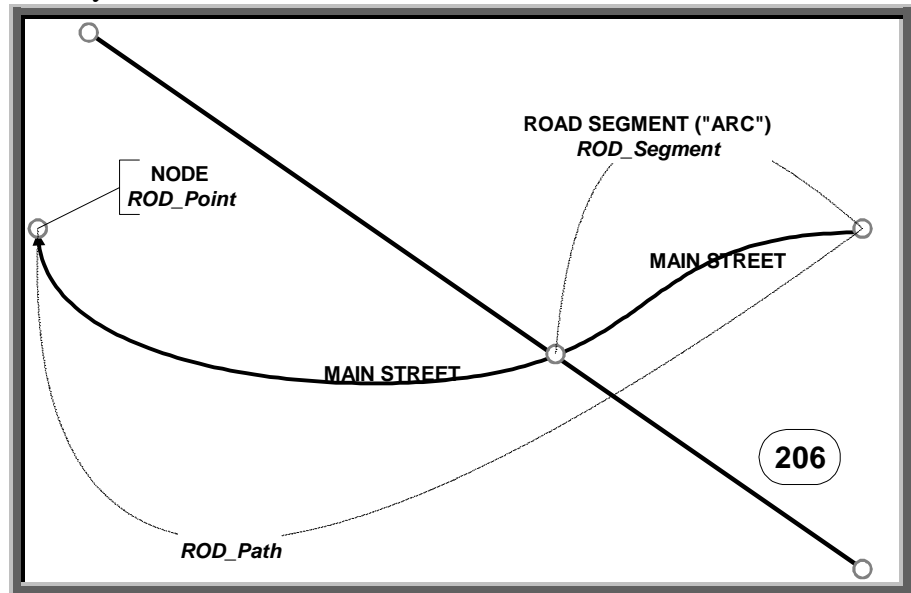 ROAD SEGMENT ("ARC")
ROD_Segment
NODE
ROD_Point
MAIN STREET
MAIN STREET
206
ROD_Path